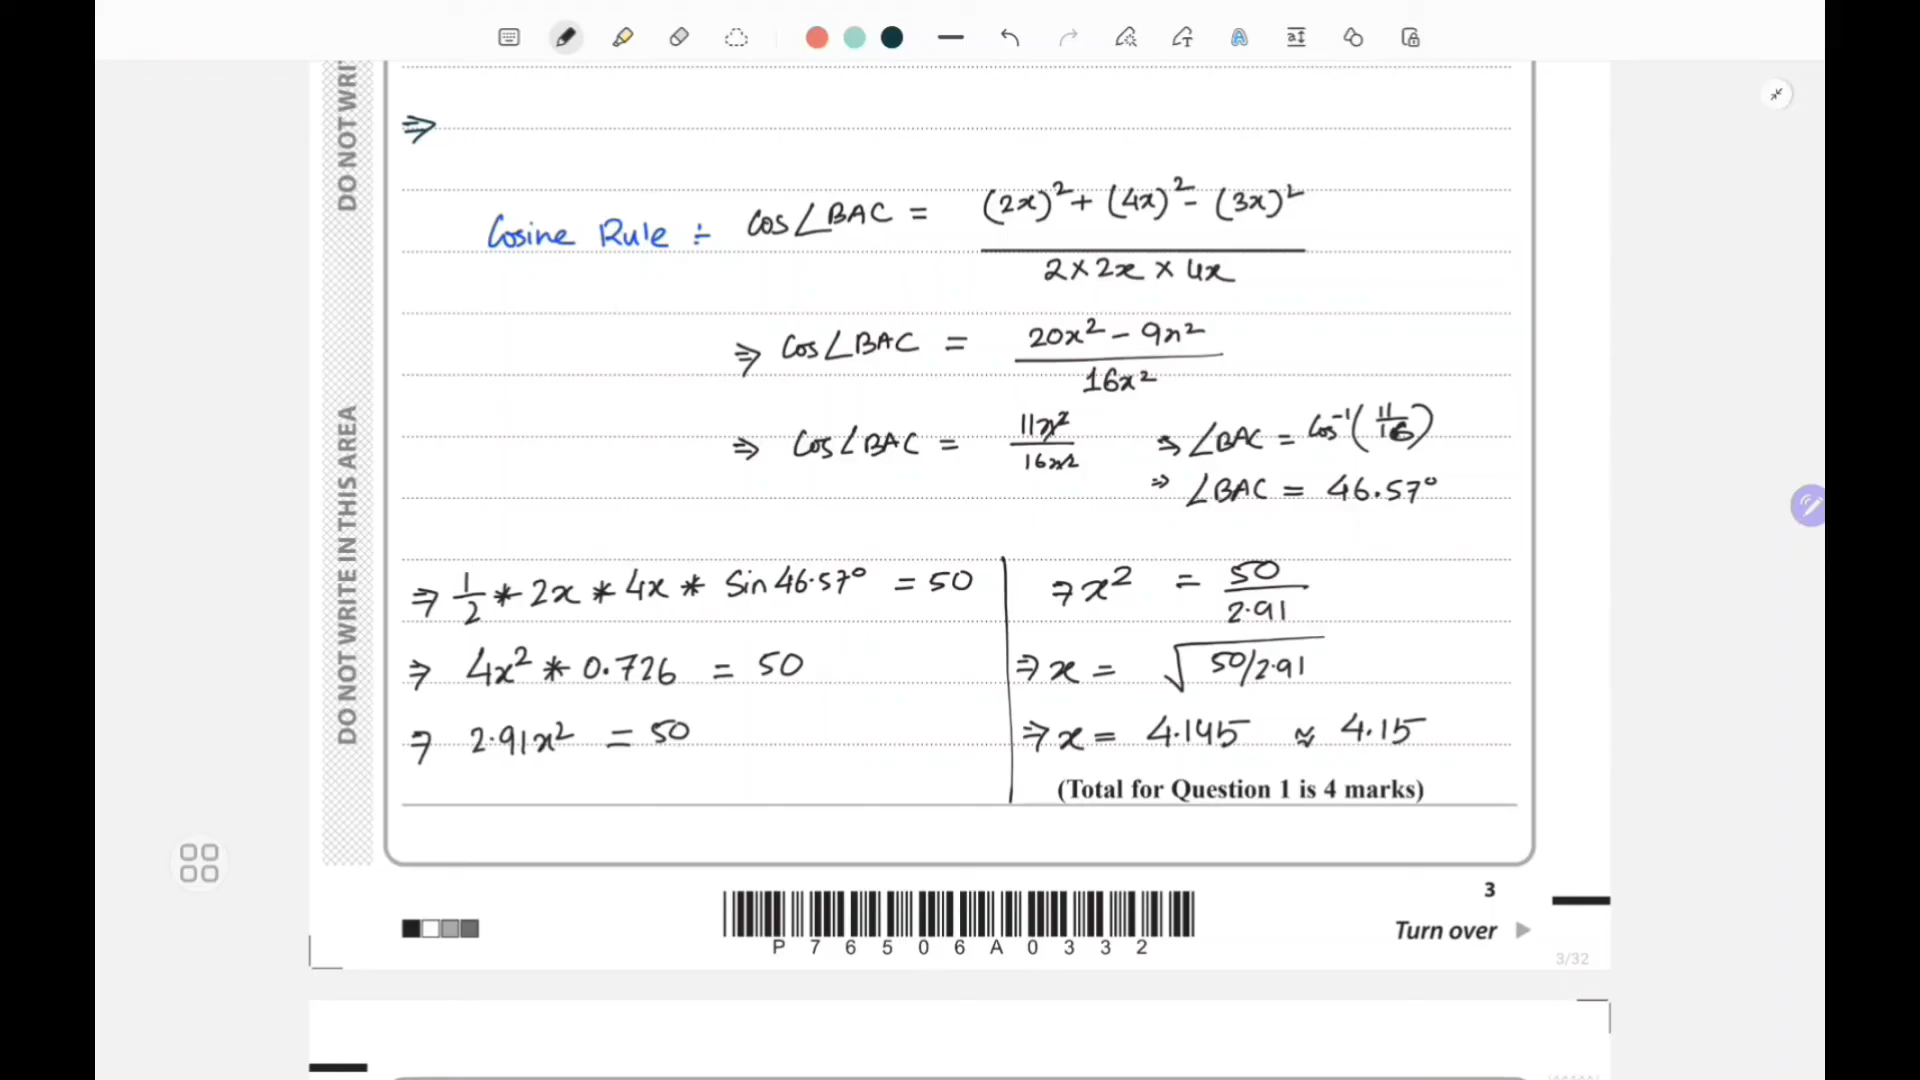 DO NOT WRIT
DO NOT WRITE IN THIS AREA
⇒
Cosine Rule ÷ Cos∠BAC = (2x)² + (4x)² - (3x)²
2 × 2x × 4x
⇒ Cos∠BAC = 20x² - 9x²
16x²
⇒ Cos∠BAC = 11x² ⇒ ∠BAC = Cos⁻¹(11/16)
16x²
⇒ ∠BAC = 46.57°
⇒ 1/2 * 2x * 4x * Sin 46.57° = 50
⇒ 4x² * 0.726 = 50
⇒ 2.91x² = 50
⇒ x² = 50
2.91
⇒ x = √50/2.91
⇒ x = 4.145 ≈ 4.15
(Total for Question 1 is 4 marks)
3
P 7 6 5 0 6 A 0 3 3 2
Turn over
3/32